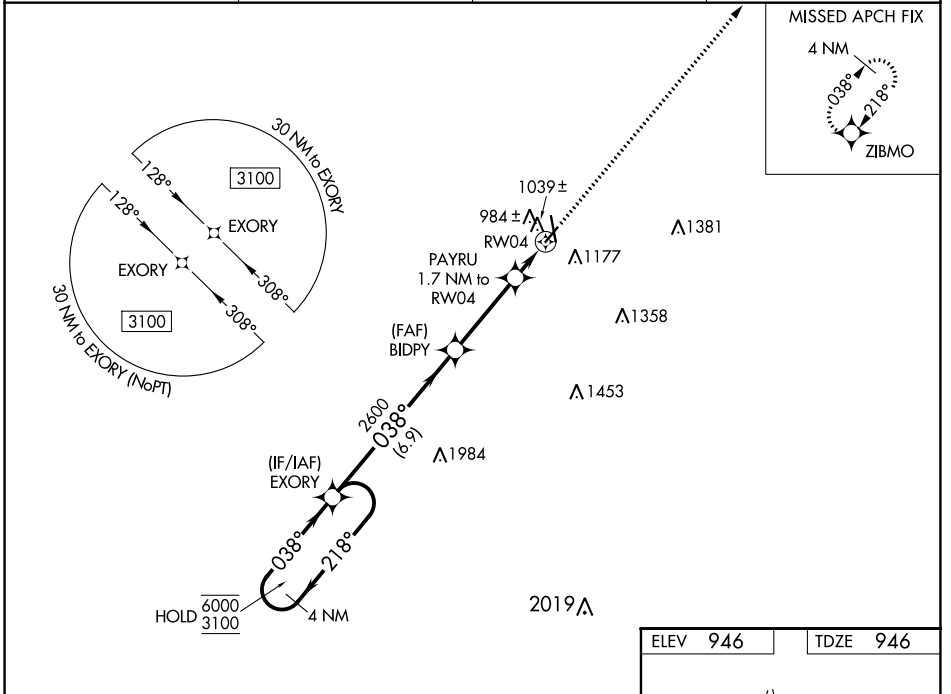 MISSED APCH FIX
4 NM
038°
218°
ZIBMO
30 NM to EXORY
128°
3100
EXORY
308°
128°
EXORY
308°
3100
30 NM to EXORY (NoPT)
1039 ±
984 ±
RW04
1177
1381
PAYRU
1.7 NM to
RW04
1358
(FAF)
BIDPY
1453
2600
038°
(6.9)
1984
(IF/IAF)
EXORY
038°
218°
HOLD 6000
3100
4 NM
2019
ELEV 946
TDZE 946